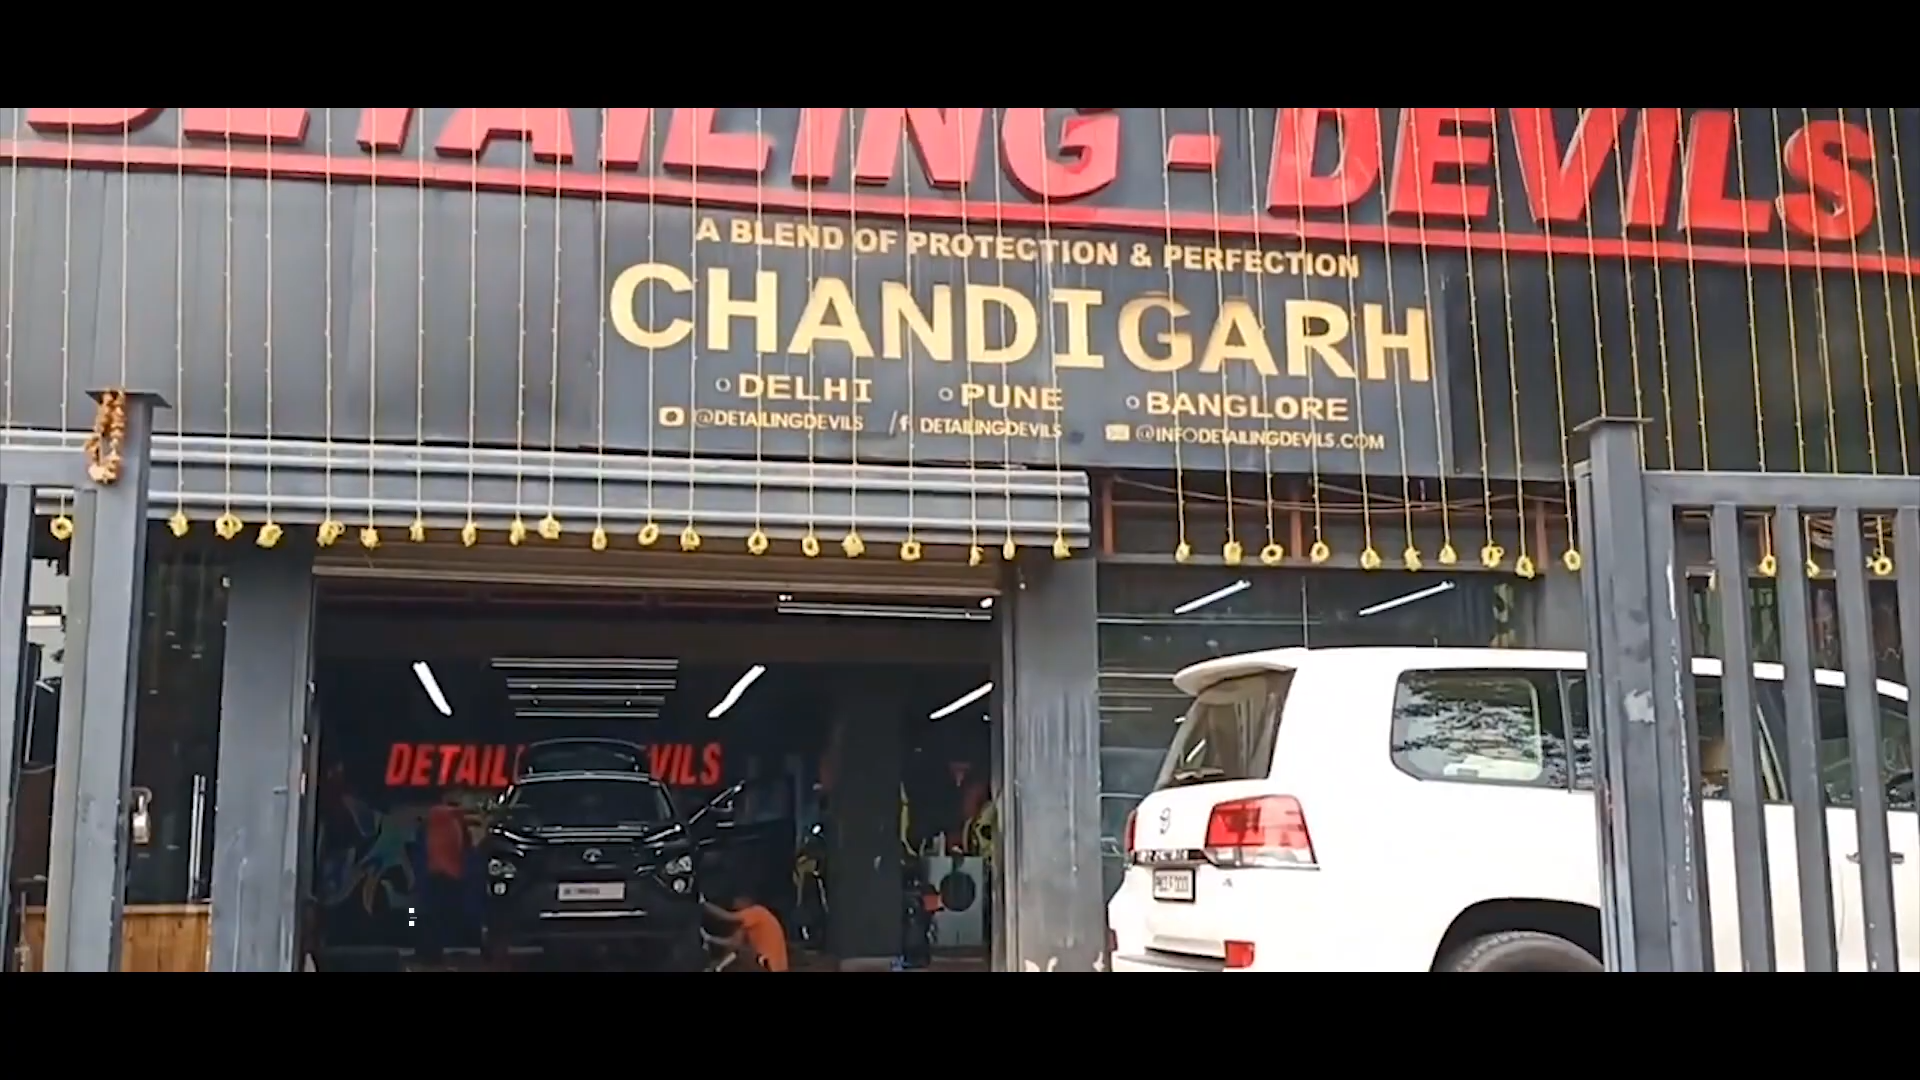 DETAILING - DEVILS
A BLEND OF PROTECTION & PERFECTION
CHANDIGARH
DELHI PUNE BANGLORE
@DETAILINGDEVILS /f DETAILINGDEVILS @INFODETAILINGDEVILS.COM